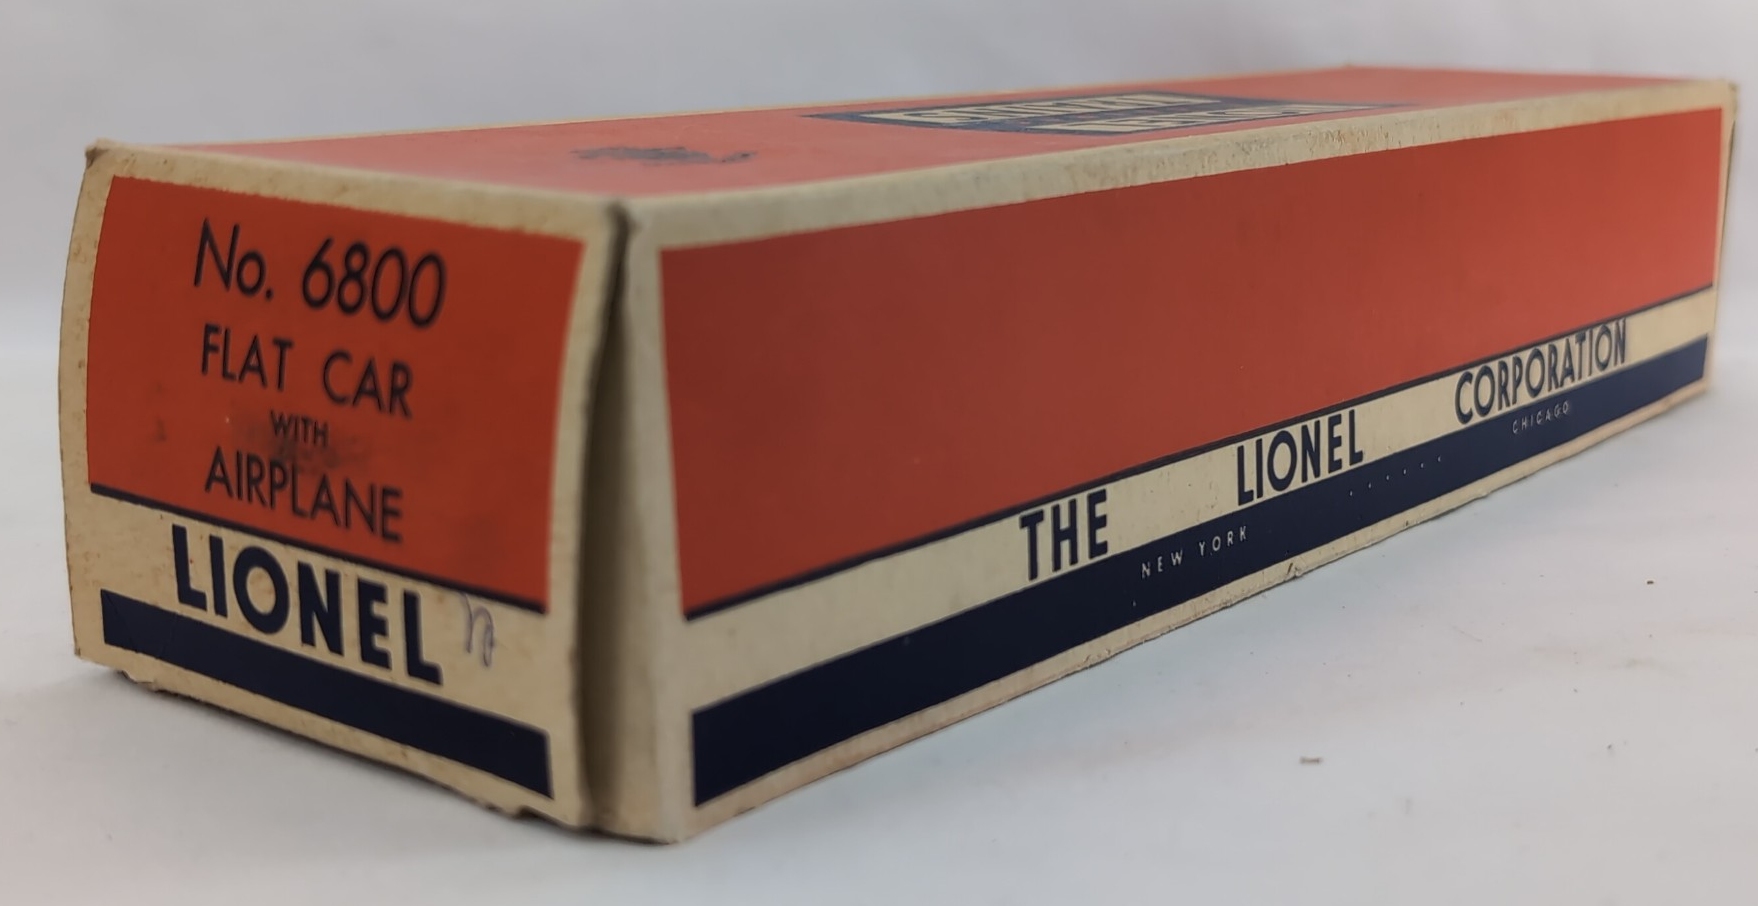 No. 6800
FLAT CAR
WITH
AIRPLANE
LIONEL
THE LIONEL CORPORATION
NEW YORK ...... CHICAGO